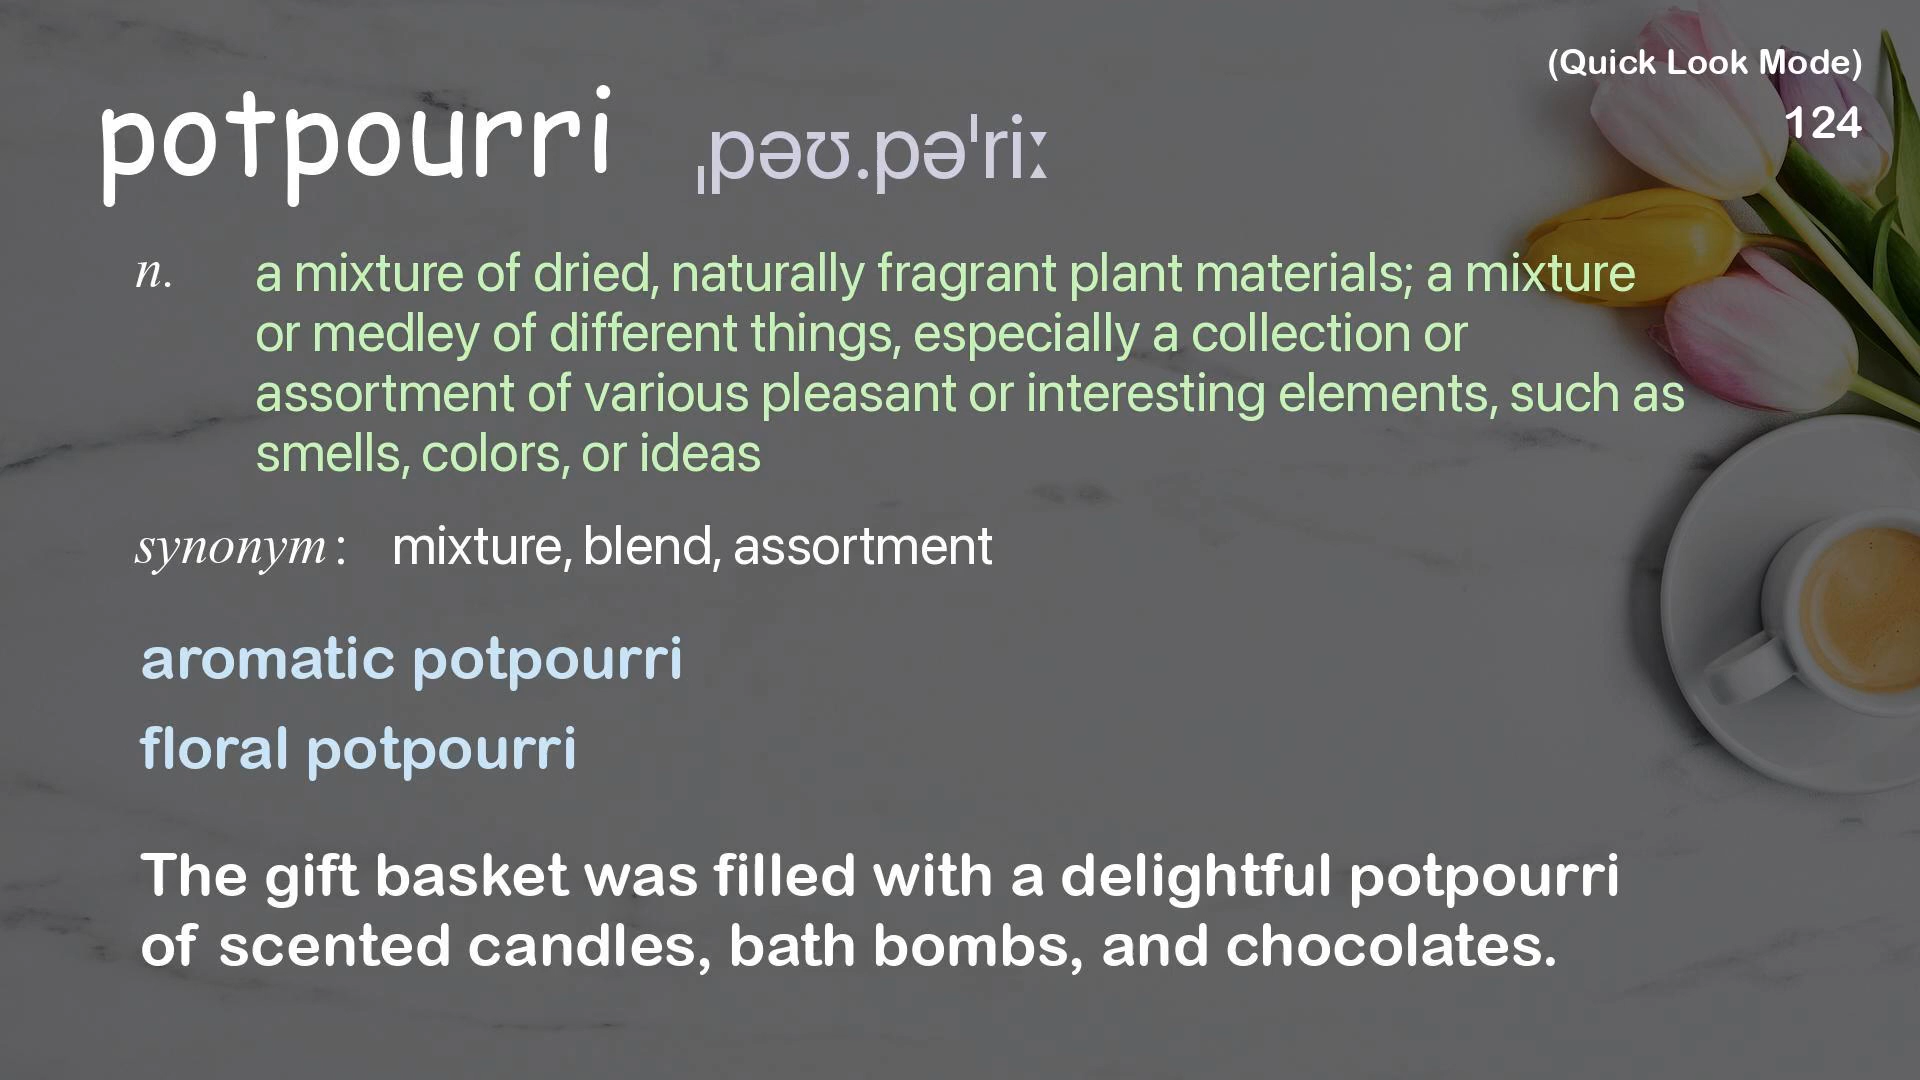 (Quick Look Mode)
124
potpourri ˌpəʊ.pəˈriː
n. a mixture of dried, naturally fragrant plant materials; a mixture
or medley of different things, especially a collection or
assortment of various pleasant or interesting elements, such as
smells, colors, or ideas
synonym: mixture, blend, assortment
aromatic potpourri
floral potpourri
The gift basket was filled with a delightful potpourri
of scented candles, bath bombs, and chocolates.